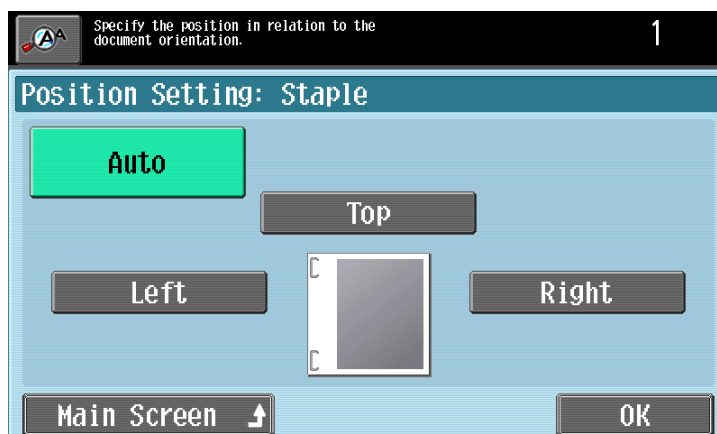 Specify the position in relation to the
document orientation.
1
Position Setting: Staple
Auto
Top
Left
Right
Main Screen
OK